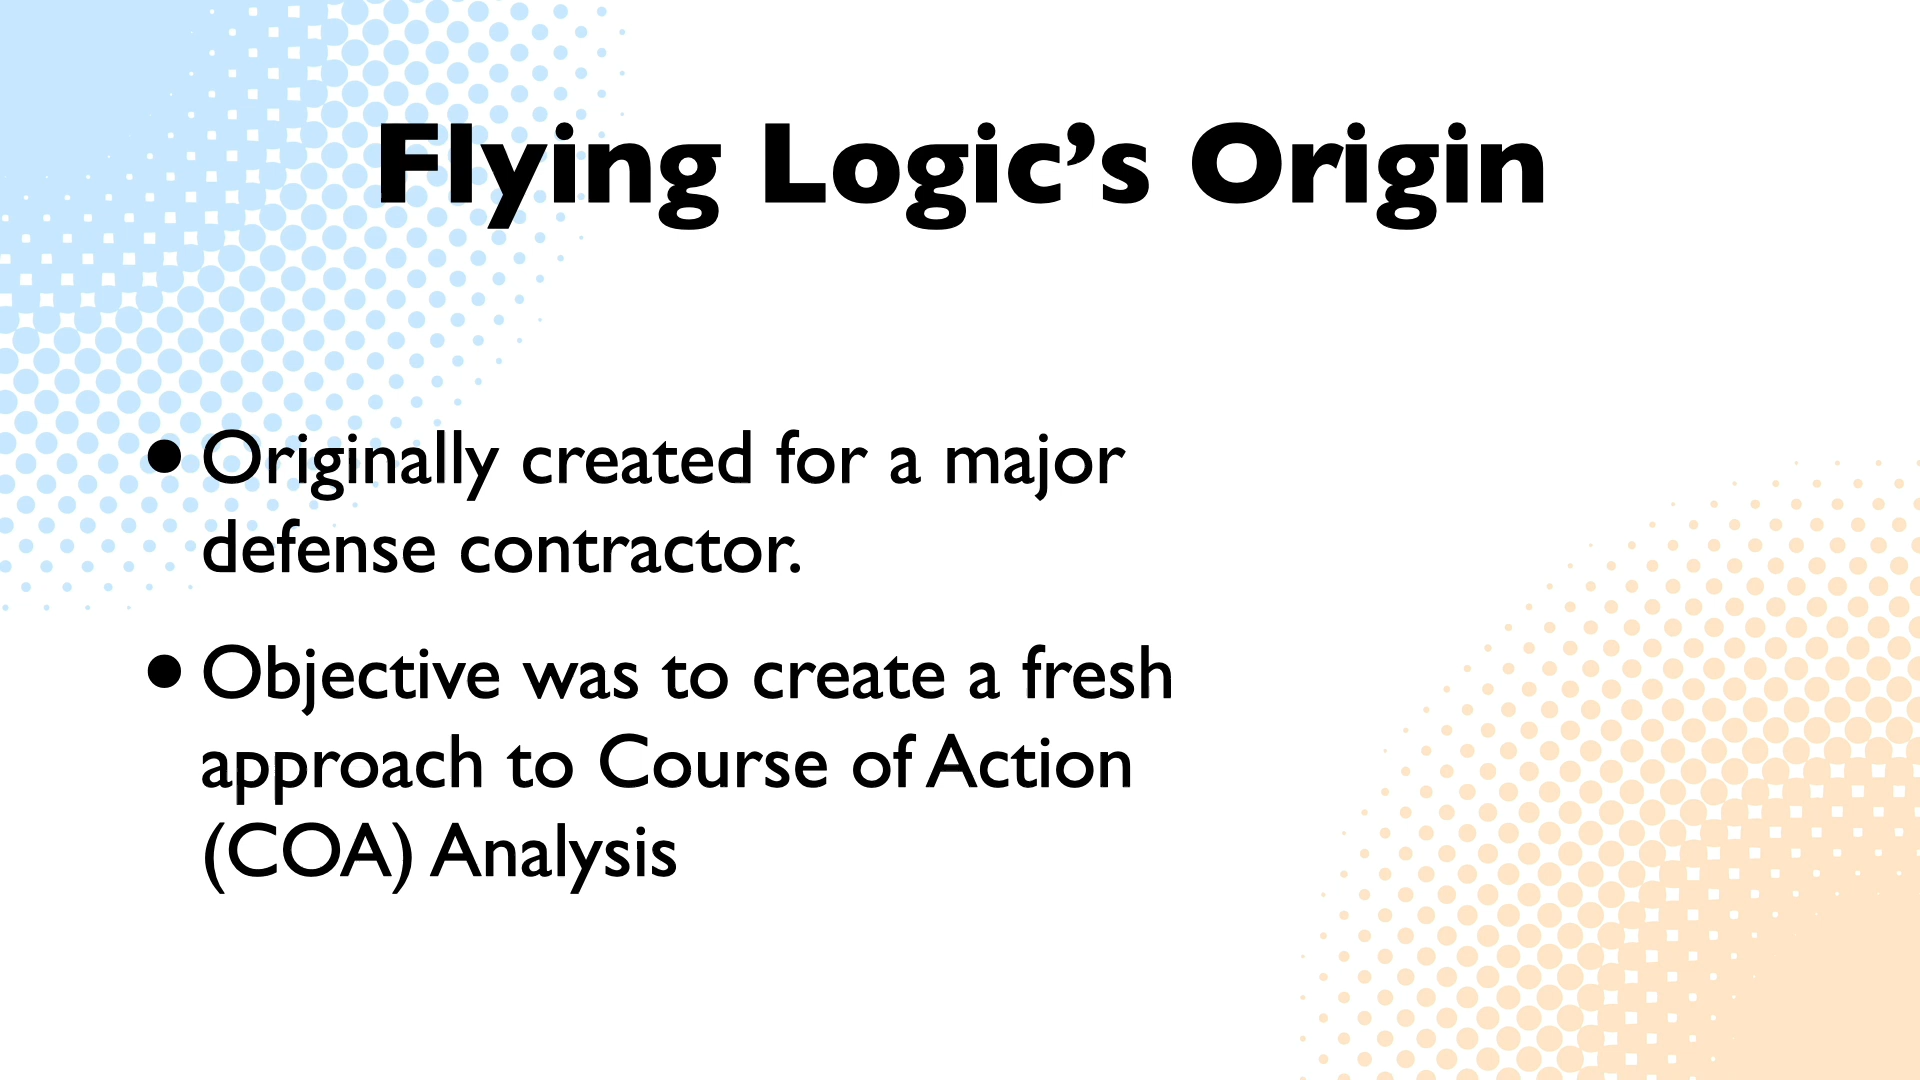 Flying Logic’s Origin
• Originally created for a major
defense contractor.
• Objective was to create a fresh
approach to Course of Action
(COA) Analysis